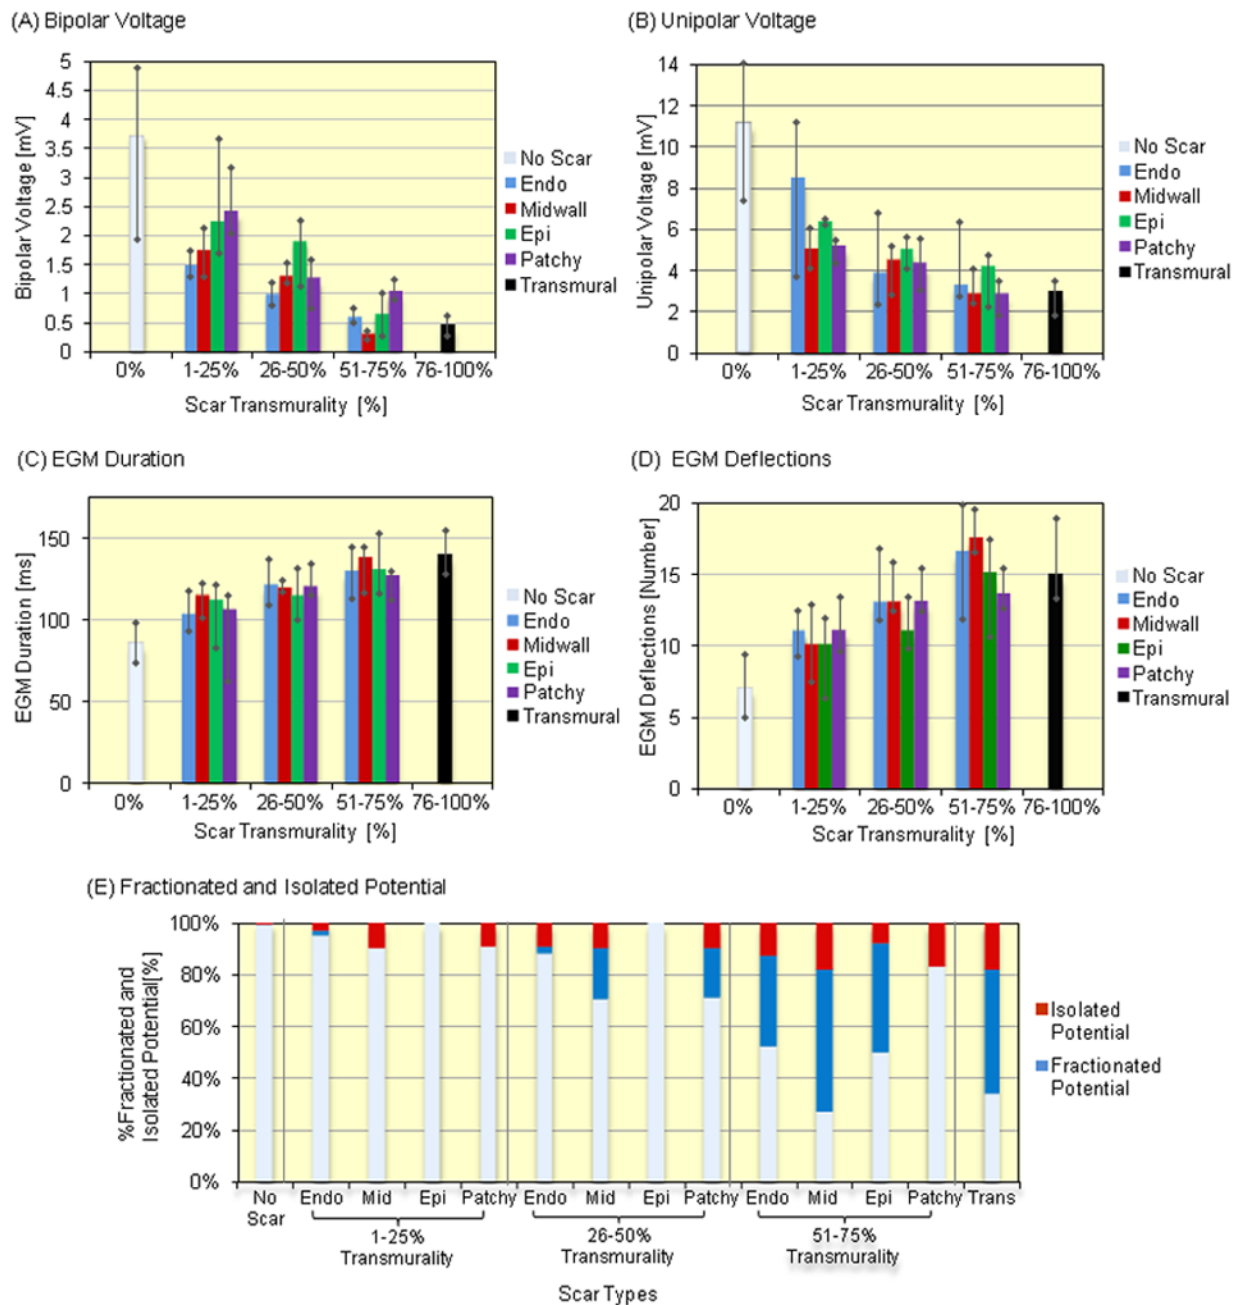 (A) Bipolar Voltage
Bipolar Voltage [mV]
5
4.5
4
3.5
3
2.5
2
1.5
1
0.5
0
0% 1-25% 26-50% 51-75% 76-100%
Scar Transmurality [%]
No Scar
Endo
Midwall
Epi
Patchy
Transmural
(B) Unipolar Voltage
Unipolar Voltage [mV]
14
12
10
8
6
4
2
0
0% 1-25% 26-50% 51-75% 76-100%
Scar Transmurality [%]
No Scar
Endo
Midwall
Epi
Patchy
Transmural
(C) EGM Duration
EGM Duration [ms]
150
100
50
0
0% 1-25% 26-50% 51-75% 76-100%
Scar Transmurality [%]
No Scar
Endo
Midwall
Epi
Patchy
Transmural
(D) EGM Deflections
EGM Deflections [Number]
20
15
10
5
0
0% 1-25% 26-50% 51-75% 76-100%
Scar Transmurality [%]
No Scar
Endo
Midwall
Epi
Patchy
Transmural
(E) Fractionated and Isolated Potential
%Fractionated and
Isolated Potential[%]
100%
80%
60%
40%
20%
0%
No Endo Mid Epi Patchy Endo Mid Epi Patchy Endo Mid Epi Patchy Trans
Scar
1-25% 26-50% 51-75%
Transmurality Transmurality Transmurality
Scar Types
Isolated
Potential
Fractionated
Potential